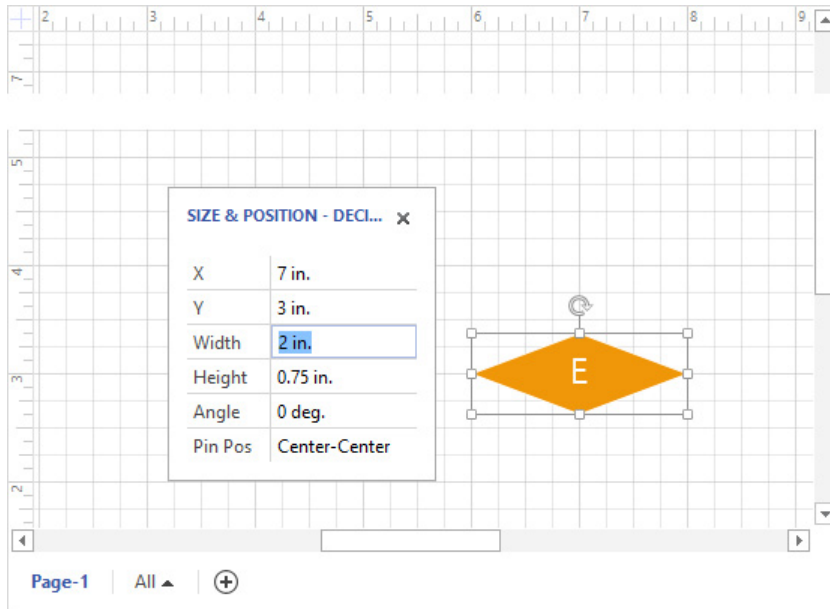 2 3 4 5 6 7 8 9
7
5
SIZE & POSITION - DECI...
X 7 in.
4
Y 3 in.
Width 2 in.
E
Height 0.75 in.
3
Angle 0 deg.
Pin Pos Center-Center
2
Page-1 All